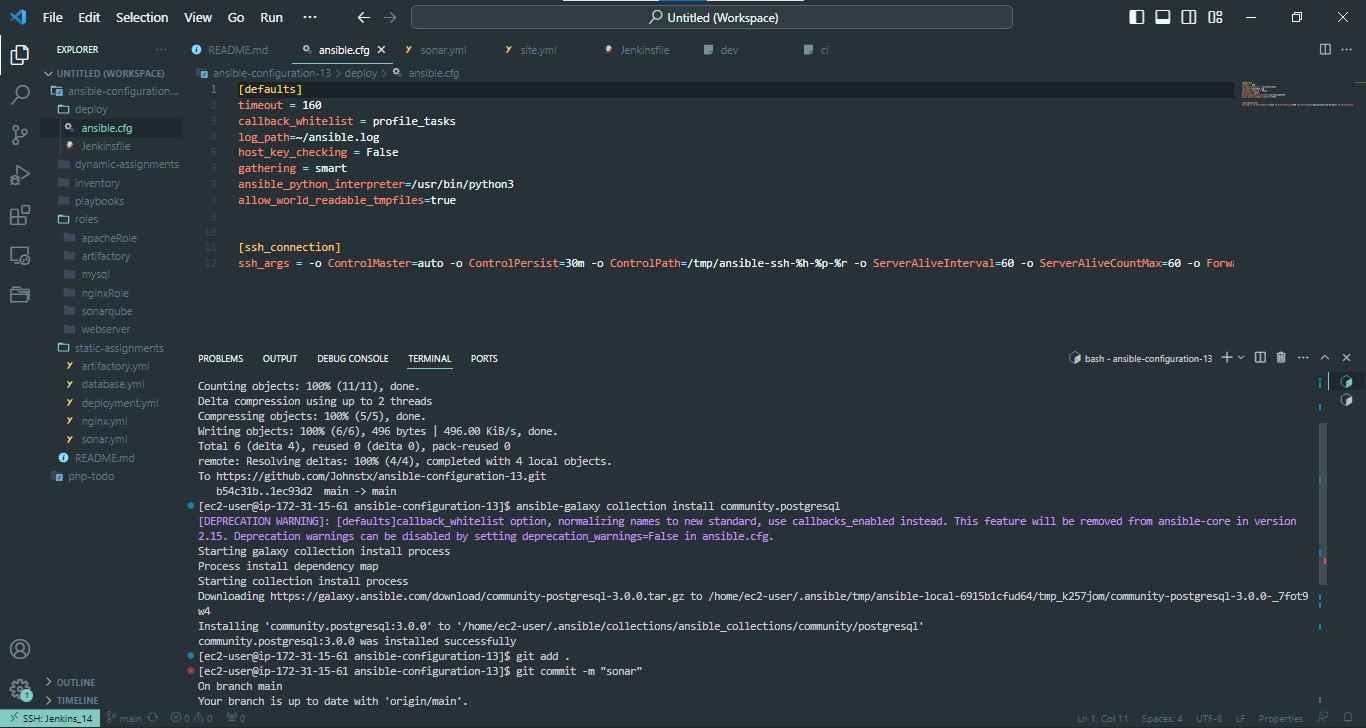 File Edit Selection View Go Run ···
Untitled (Workspace)
EXPLORER
README.md
ansible.cfg
sonar.yml
site.yml
Jenkinsfile
dev
ci
UNTITLED (WORKSPACE)
ansible-configuration...
deploy
ansible.cfg
Jenkinsfile
dynamic-assignments
inventory
playbooks
roles
apacheRole
artifactory
mysql
nginxRole
sonarqube
webserver
static-assignments
artifactory.yml
database.yml
deployment.yml
nginx.yml
sonar.yml
README.md
php-todo
OUTLINE
TIMELINE
ansible-configuration-13 > deploy > ansible.cfg
1 [defaults]
2 timeout = 160
3 callback_whitelist = profile_tasks
4 log_path=~/ansible.log
5 host_key_checking = False
6 gathering = smart
7 ansible_python_interpreter=/usr/bin/python3
8 allow_world_readable_tmpfiles=true
9
10
11 [ssh_connection]
12 ssh_args = -o ControlMaster=auto -o ControlPersist=30m -o ControlPath=/tmp/ansible-ssh-%h-%p-%r -o ServerAliveInterval=60 -o ServerAliveCountMax=60 -o Forwa
PROBLEMS OUTPUT DEBUG CONSOLE TERMINAL PORTS
bash - ansible-configuration-13
Counting objects: 100% (11/11), done.
Delta compression using up to 2 threads
Compressing objects: 100% (5/5), done.
Writing objects: 100% (6/6), 496 bytes | 496.00 KiB/s, done.
Total 6 (delta 4), reused 0 (delta 0), pack-reused 0
remote: Resolving deltas: 100% (4/4), completed with 4 local objects.
To https://github.com/Johnstx/ansible-configuration-13.git
b54c31b..1ec93d2 main -> main
[ec2-user@ip-172-31-15-61 ansible-configuration-13]$ ansible-galaxy collection install community.postgresql
[DEPRECATION WARNING]: [defaults]callback_whitelist option, normalizing names to new standard, use callbacks_enabled instead. This feature will be removed from ansible-core in version
2.15. Deprecation warnings can be disabled by setting deprecation_warnings=False in ansible.cfg.
Starting galaxy collection install process
Process install dependency map
Starting collection install process
Downloading https://galaxy.ansible.com/download/community-postgresql-3.0.0.tar.gz to /home/ec2-user/.ansible/tmp/ansible-local-6915b1cfud64/tmp_k257jom/community-postgresql-3.0.0-_7fot9
w4
Installing 'community.postgresql:3.0.0' to '/home/ec2-user/.ansible/collections/ansible_collections/community/postgresql'
community.postgresql:3.0.0 was installed successfully
[ec2-user@ip-172-31-15-61 ansible-configuration-13]$ git add .
[ec2-user@ip-172-31-15-61 ansible-configuration-13]$ git commit -m "sonar"
On branch main
Your branch is up to date with 'origin/main'.
1
SSH: Jenkins_14 main 0 0 0 Ln 1, Col 11 Spaces: 4 UTF-8 LF Properties